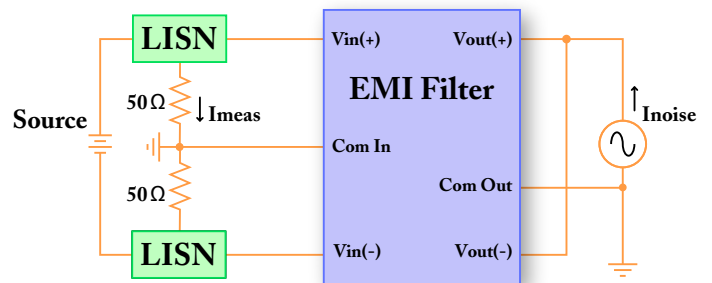 LISN
Vin(+)
Vout(+)
EMI Filter
50Ω
Imeas
Inoise
Source
Com In
Com Out
50Ω
LISN
Vin(-)
Vout(-)